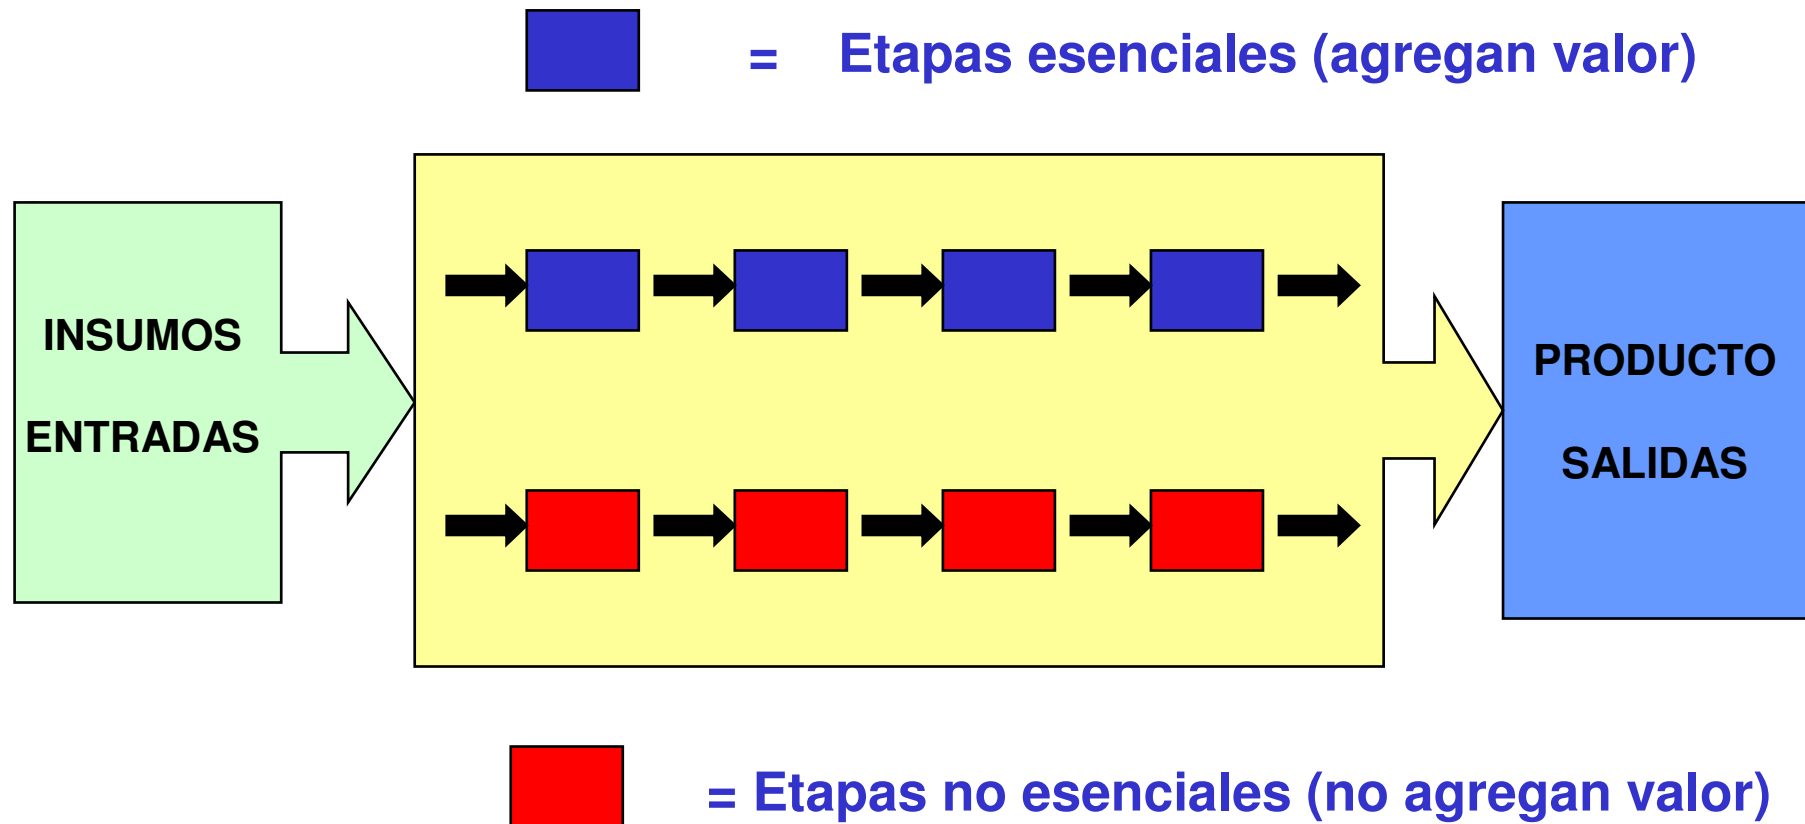 = Etapas esenciales (agregan valor)
INSUMOS
ENTRADAS
PRODUCTO
SALIDAS
= Etapas no esenciales (no agregan valor)